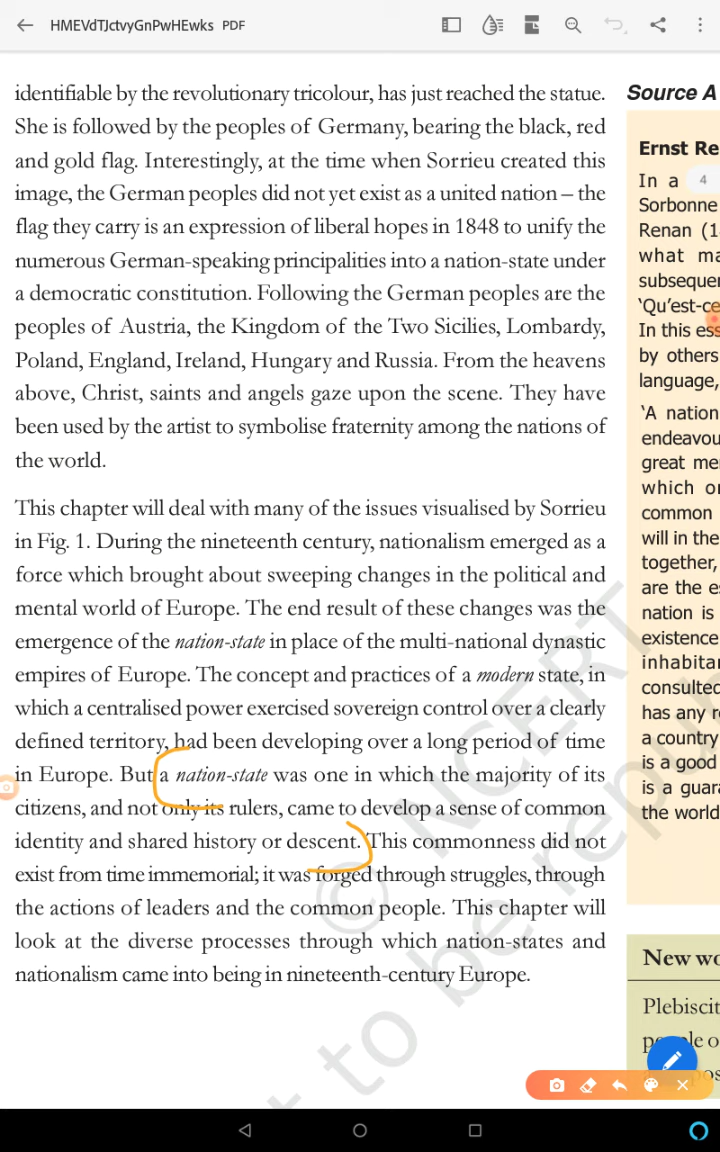 HMEVdTJctvyGnPwHEwks PDF
identifiable by the revolutionary tricolour, has just reached the statue.
She is followed by the peoples of Germany, bearing the black, red
and gold flag. Interestingly, at the time when Sorrieu created this
image, the German peoples did not yet exist as a united nation – the
flag they carry is an expression of liberal hopes in 1848 to unify the
numerous German-speaking principalities into a nation-state under
a democratic constitution. Following the German peoples are the
peoples of Austria, the Kingdom of the Two Sicilies, Lombardy,
Poland, England, Ireland, Hungary and Russia. From the heavens
above, Christ, saints and angels gaze upon the scene. They have
been used by the artist to symbolise fraternity among the nations of
the world.
This chapter will deal with many of the issues visualised by Sorrieu
in Fig. 1. During the nineteenth century, nationalism emerged as a
force which brought about sweeping changes in the political and
mental world of Europe. The end result of these changes was the
emergence of the nation-state in place of the multi-national dynastic
empires of Europe. The concept and practices of a modern state, in
which a centralised power exercised sovereign control over a clearly
defined territory, had been developing over a long period of time
in Europe. But a nation-state was one in which the majority of its
citizens, and not only its rulers, came to develop a sense of common
identity and shared history or descent. This commonness did not
exist from time immemorial; it was forged through struggles, through
the actions of leaders and the common people. This chapter will
look at the diverse processes through which nation-states and
nationalism came into being in nineteenth-century Europe.
Source A
Ernst Re
In a 4
Sorbonne
Renan (1
what ma
subsequer
'Qu'est-ce
In this ess
by others
language,
'A nation
endeavou
great me
which or
common
will in the
together,
are the e
nation is
existence
inhabitar
consulted
has any r
a country
is a good
is a guara
the world
New wo
Plebiscit
ple o
pos
© NCERT
t to be republ